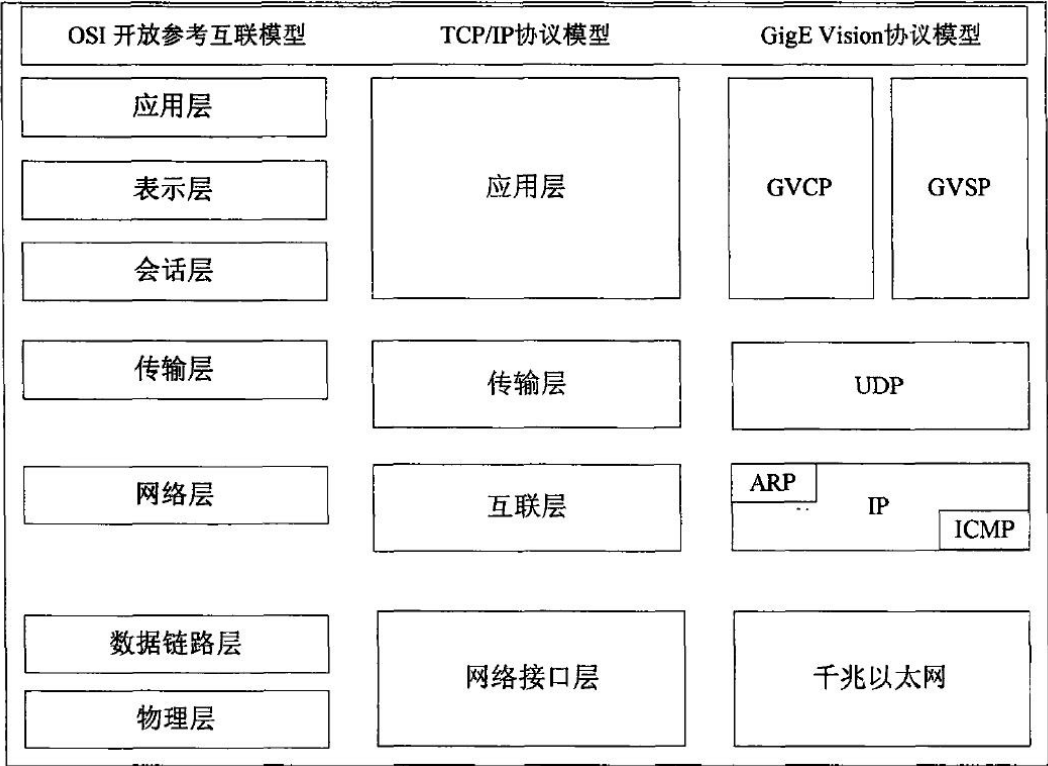 OSI 开放参考互联模型 TCP/IP协议模型 GigE Vision协议模型
应用层
表示层
会话层
应用层
GVCP
GVSP
传输层
传输层
UDP
网络层
互联层
ARP
IP
ICMP
数据链路层
物理层
网络接口层
千兆以太网